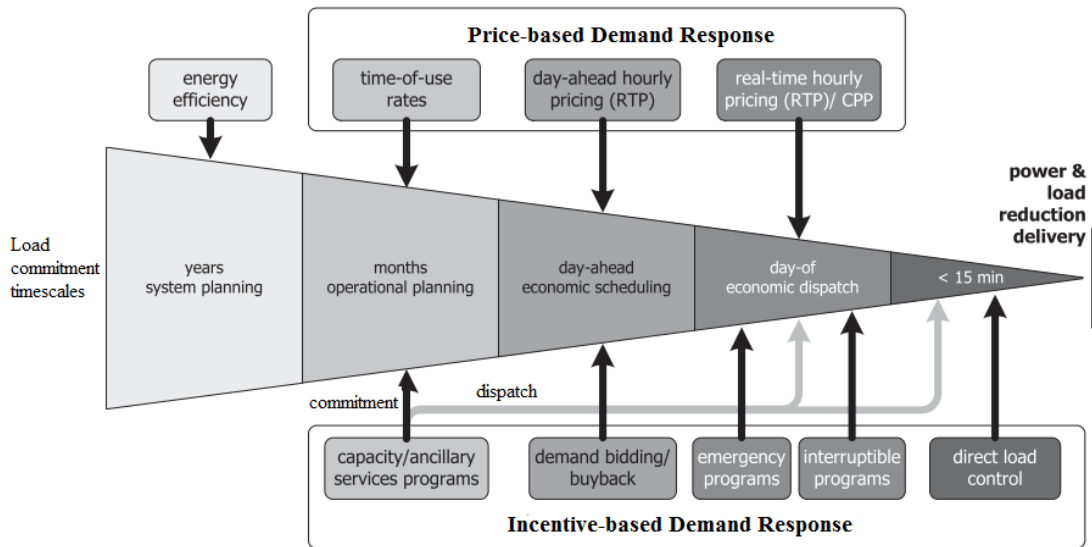 Price-based Demand Response
energy
efficiency
time-of-use
rates
day-ahead hourly
pricing (RTP)
real-time hourly
pricing (RTP)/ CPP
power &
load
reduction
delivery
Load
commitment
timescales
years
system planning
months
operational planning
day-ahead
economic scheduling
day-of
economic dispatch
< 15 min
commitment
dispatch
capacity/ancillary
services programs
demand bidding/
buyback
emergency
programs
interruptible
programs
direct load
control
Incentive-based Demand Response